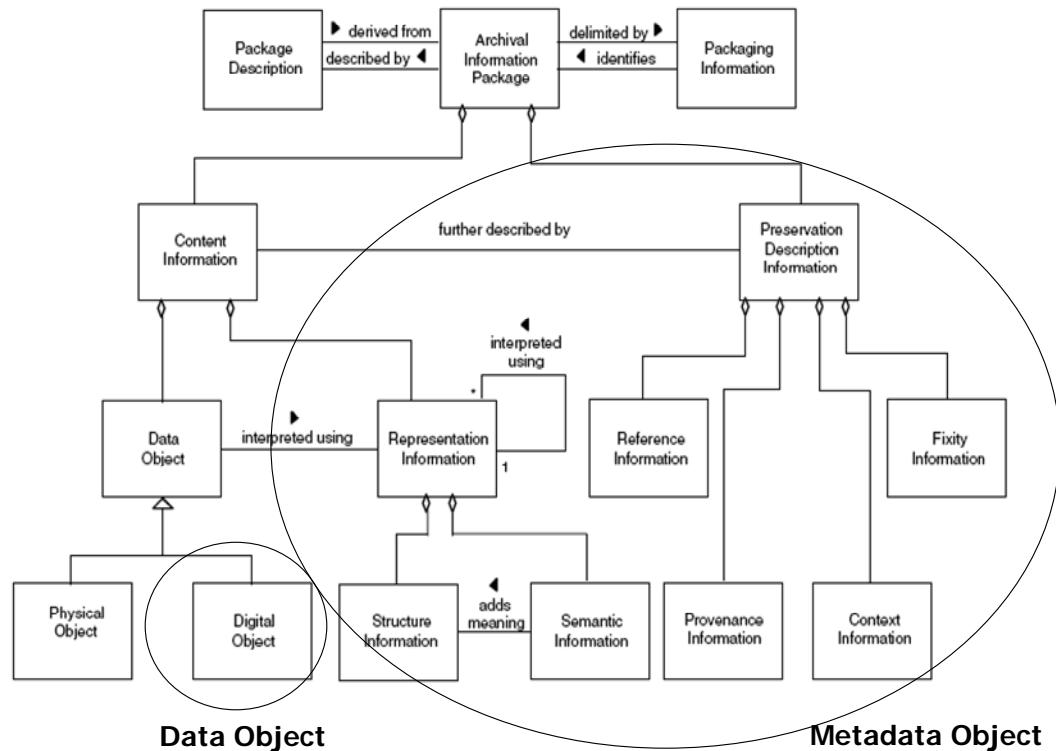 Package
Description
derived from
described by
Archival
Information
Package
delimited by
identifies
Packaging
Information
Content
Information
further described by
Preservation
Description
Information
interpreted
using
*
1
Data
Object
interpreted using
Representation
Information
Reference
Information
Fixity
Information
Physical
Object
Digital
Object
Structure
Information
adds
meaning
Semantic
Information
Provenance
Information
Context
Information
Data Object
Metadata Object